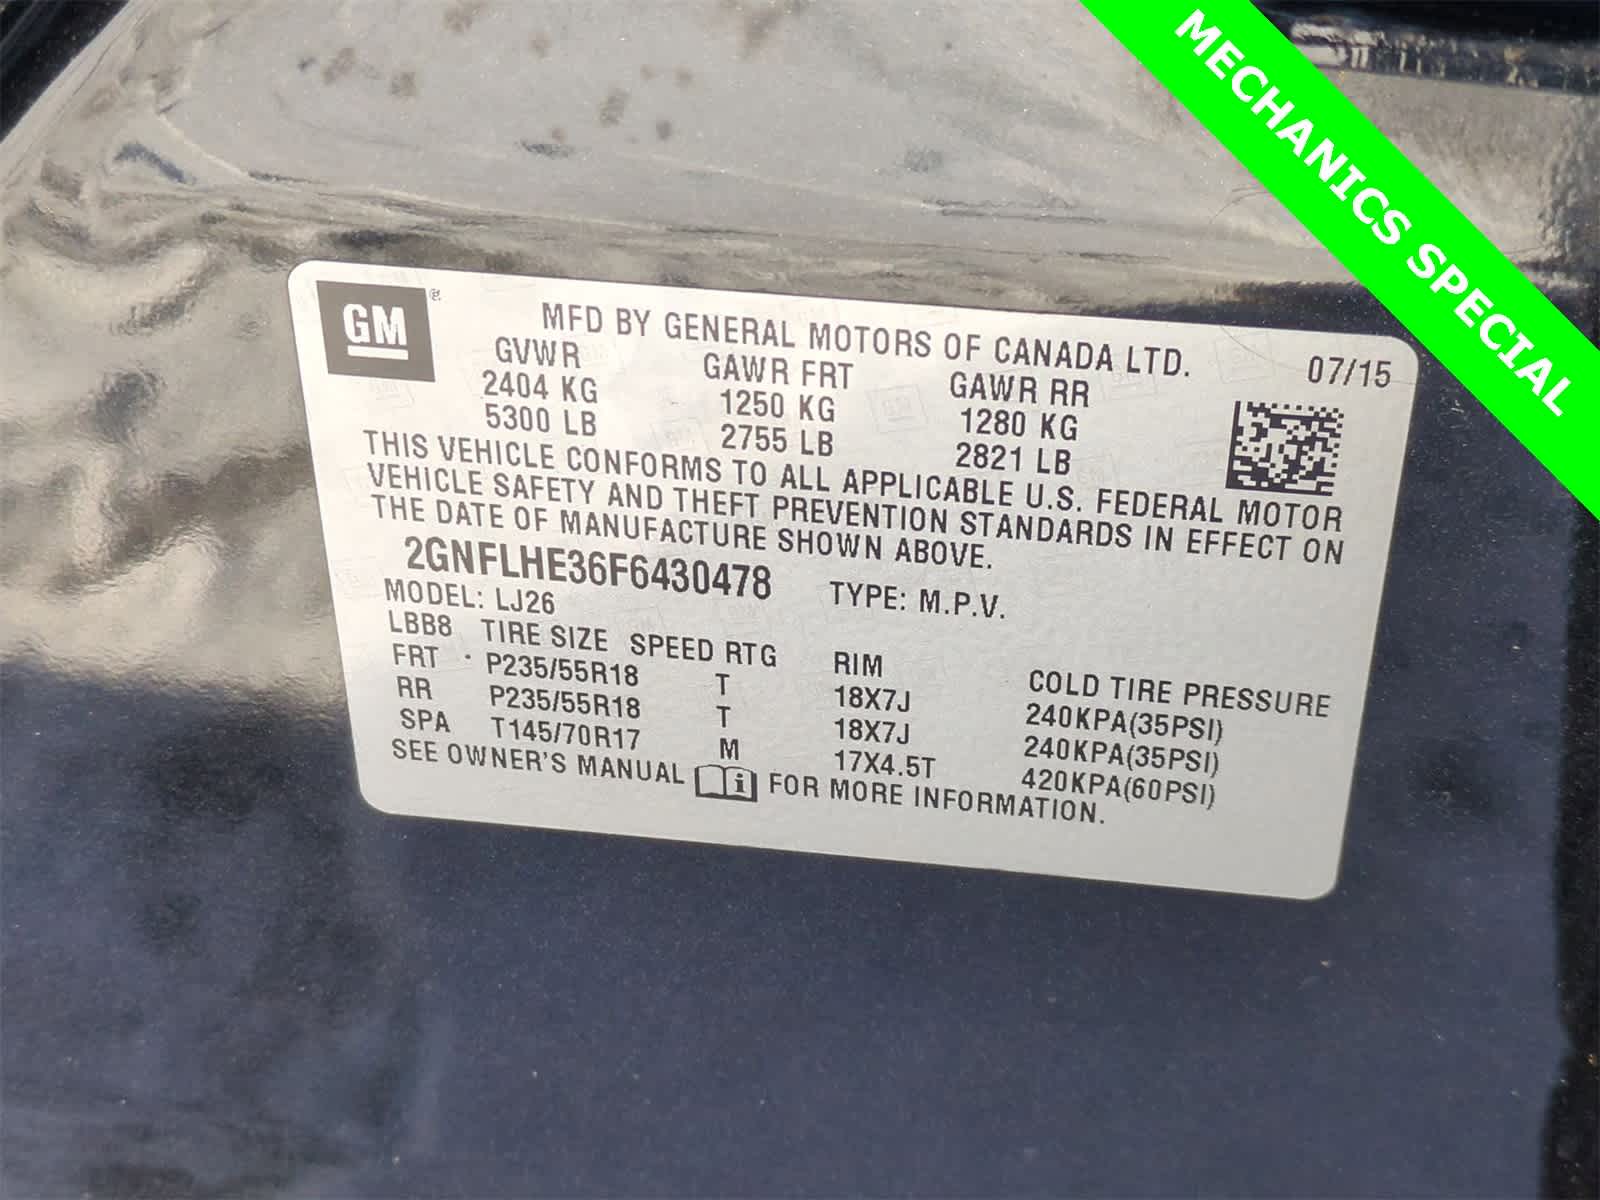 MECHANICS SPECIAL
GM®
MFD BY GENERAL MOTORS OF CANADA LTD.
07/15
GVWR GAWR FRT GAWR RR
2404 KG 1250 KG 1280 KG
5300 LB 2755 LB 2821 LB
THIS VEHICLE CONFORMS TO ALL APPLICABLE U.S. FEDERAL MOTOR
VEHICLE SAFETY AND THEFT PREVENTION STANDARDS IN EFFECT ON
THE DATE OF MANUFACTURE SHOWN ABOVE.
2GNFLHE36F6430478 TYPE: M.P.V.
MODEL: LJ26
LBB8 TIRE SIZE SPEED RTG RIM COLD TIRE PRESSURE
FRT P235/55R18 T 18X7J 240KPA(35PSI)
RR P235/55R18 T 18X7J 240KPA(35PSI)
SPA T145/70R17 M 17X4.5T 420KPA(60PSI)
SEE OWNER'S MANUAL i FOR MORE INFORMATION.